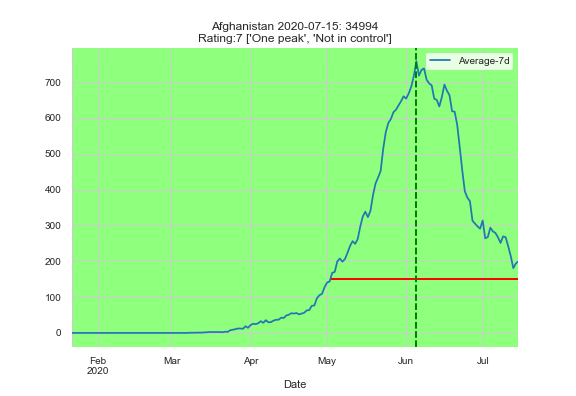 Afghanistan 2020-07-15: 34994
Rating:7 ['One peak', 'Not in control']
Average-7d
700
600
500
400
300
200
100
0
Feb Mar Apr May Jun Jul
2020
Date